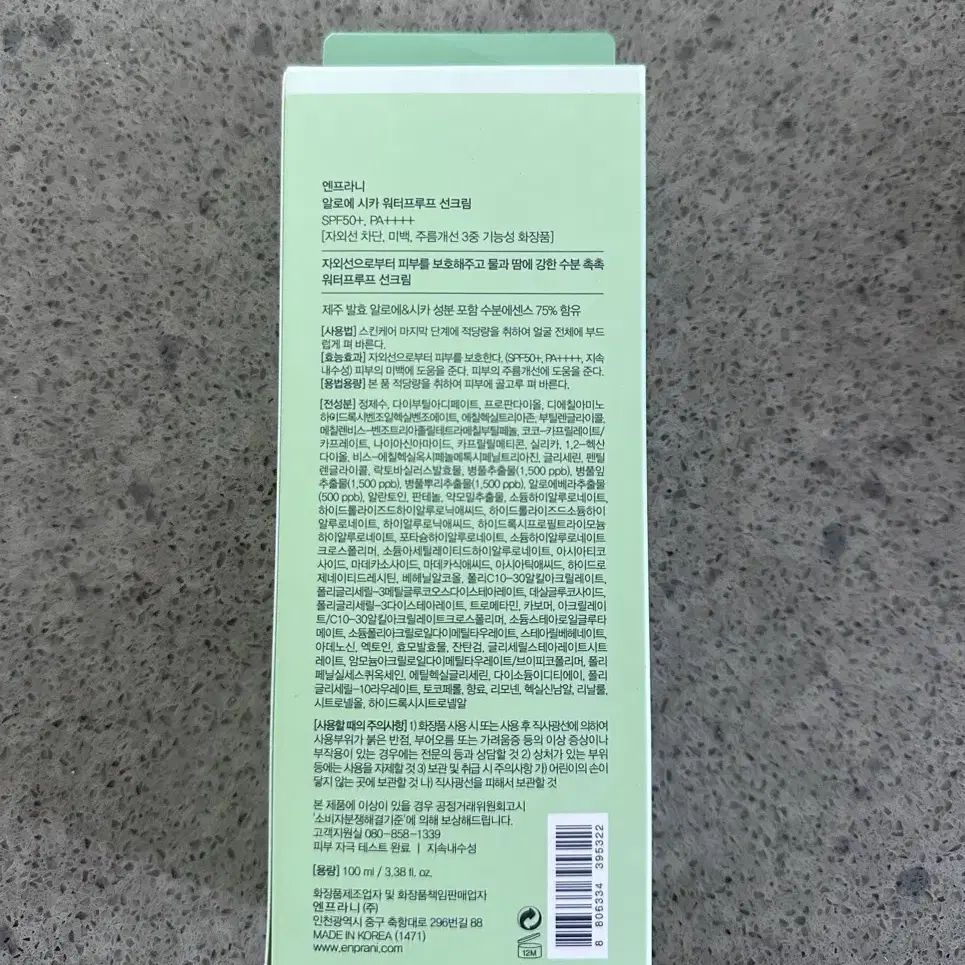 엔프라니
알로에 시카 워터프루프 선크림
SPF50+, PA++++
[자외선 차단, 미백, 주름개선 3중 기능성 화장품]
자외선으로부터 피부를 보호해주고 물과 땀에 강한 수분 촉촉
워터프루프 선크림
제주 발효 알로에&시카 성분 포함 수분에센스 75% 함유
[사용법] 스킨케어 마지막 단계에 적당량을 취하여 얼굴 전체에 부드
럽게 펴 바른다.
[효능효과] 자외선으로부터 피부를 보호한다. (SPF50+, PA++++, 지속
내수성) 피부의 미백에 도움을 준다. 피부의 주름개선에 도움을 준다.
[용법용량] 본 품 적당량을 취하여 피부에 골고루 펴 바른다.
[전성분] 정제수, 다이부틸아디페이트, 프로판다이올, 디에칠아미노
하이드록시벤조일헥실벤조에이트, 에칠헥실트리아존, 부틸렌글라이콜,
메칠렌비스-벤조트리아졸릴테트라메칠부틸페놀, 코코-카프릴레이트/
카프레이트, 나이아신아마이드, 카프릴릴메티콘, 실리카, 1,2-헥산
다이올, 비스-에칠헥실옥시페놀메톡시페닐트리아진, 글리세린, 펜틸
렌글라이콜, 락토바실러스발효물, 병풀추출물(1,500 ppb), 병풀잎
추출물(1,500 ppb), 병풀뿌리추출물(1,500 ppb), 알로에베라추출물
(500 ppb), 알란토인, 판테놀, 약모밀추출물, 소듐하이알루로네이트,
하이드롤라이즈드하이알루로닉애씨드, 하이드롤라이즈드소듐하이
알루로네이트, 하이알루로닉애씨드, 하이드록시프로필트라이모늄
하이알루로네이트, 포타슘하이알루로네이트, 소듐하이알루로네이트
크로스폴리머, 소듐아세틸레이티드하이알루로네이트, 아시아티코
사이드, 마데카소사이드, 마데카식애씨드, 아시아틱애씨드, 하이드로
제네이티드레시틴, 베헤닐알코올, 폴리C10-30알킬아크릴레이트,
폴리글리세릴-3메틸글루코오스다이스테아레이트, 데실글루코사이드,
폴리글리세릴-3다이스테아레이트, 트로메타민, 카보머, 아크릴레이
트/C10-30알킬아크릴레이트크로스폴리머, 소듐스테아로일글루타
메이트, 소듐폴리아크릴로일다이메틸타우레이트, 스테아릴베헤네이트,
아데노신, 엑토인, 효모발효물, 잔탄검, 글리세릴스테아레이트시트
레이트, 암모늄아크릴로일다이메틸타우레이트/브이피코폴리머, 폴리
페닐실세스퀴옥세인, 에틸헥실글리세린, 다이소듐이디티에이, 폴리
글리세릴-10라우레이트, 토코페롤, 향료, 리모넨, 헥실신남알, 리날룰,
시트로넬올, 하이드록시시트로넬알
[사용할 때의 주의사항] 1) 화장품 사용 시 또는 사용 후 직사광선에 의하여
사용부위가 붉은 반점, 부어오름 또는 가려움증 등의 이상 증상이나
부작용이 있는 경우에는 전문의 등과 상담할 것 2) 상처가 있는 부위
등에는 사용을 자제할 것 3) 보관 및 취급 시 주의사항 가) 어린이의 손이
닿지 않는 곳에 보관할 것 나) 직사광선을 피해서 보관할 것
본 제품에 이상이 있을 경우 공정거래위원회고시
'소비자분쟁해결기준'에 의해 보상해드립니다.
고객지원실 080-858-1339
피부 자극 테스트 완료 | 지속내수성
[용량] 100 ml / 3.38 fl. oz.
화장품제조업자 및 화장품책임판매업자
엔프라니 (주)
인천광역시 중구 축항대로 296번길 88
MADE IN KOREA (1471)
www.enprani.com
12M
8 806334 395322